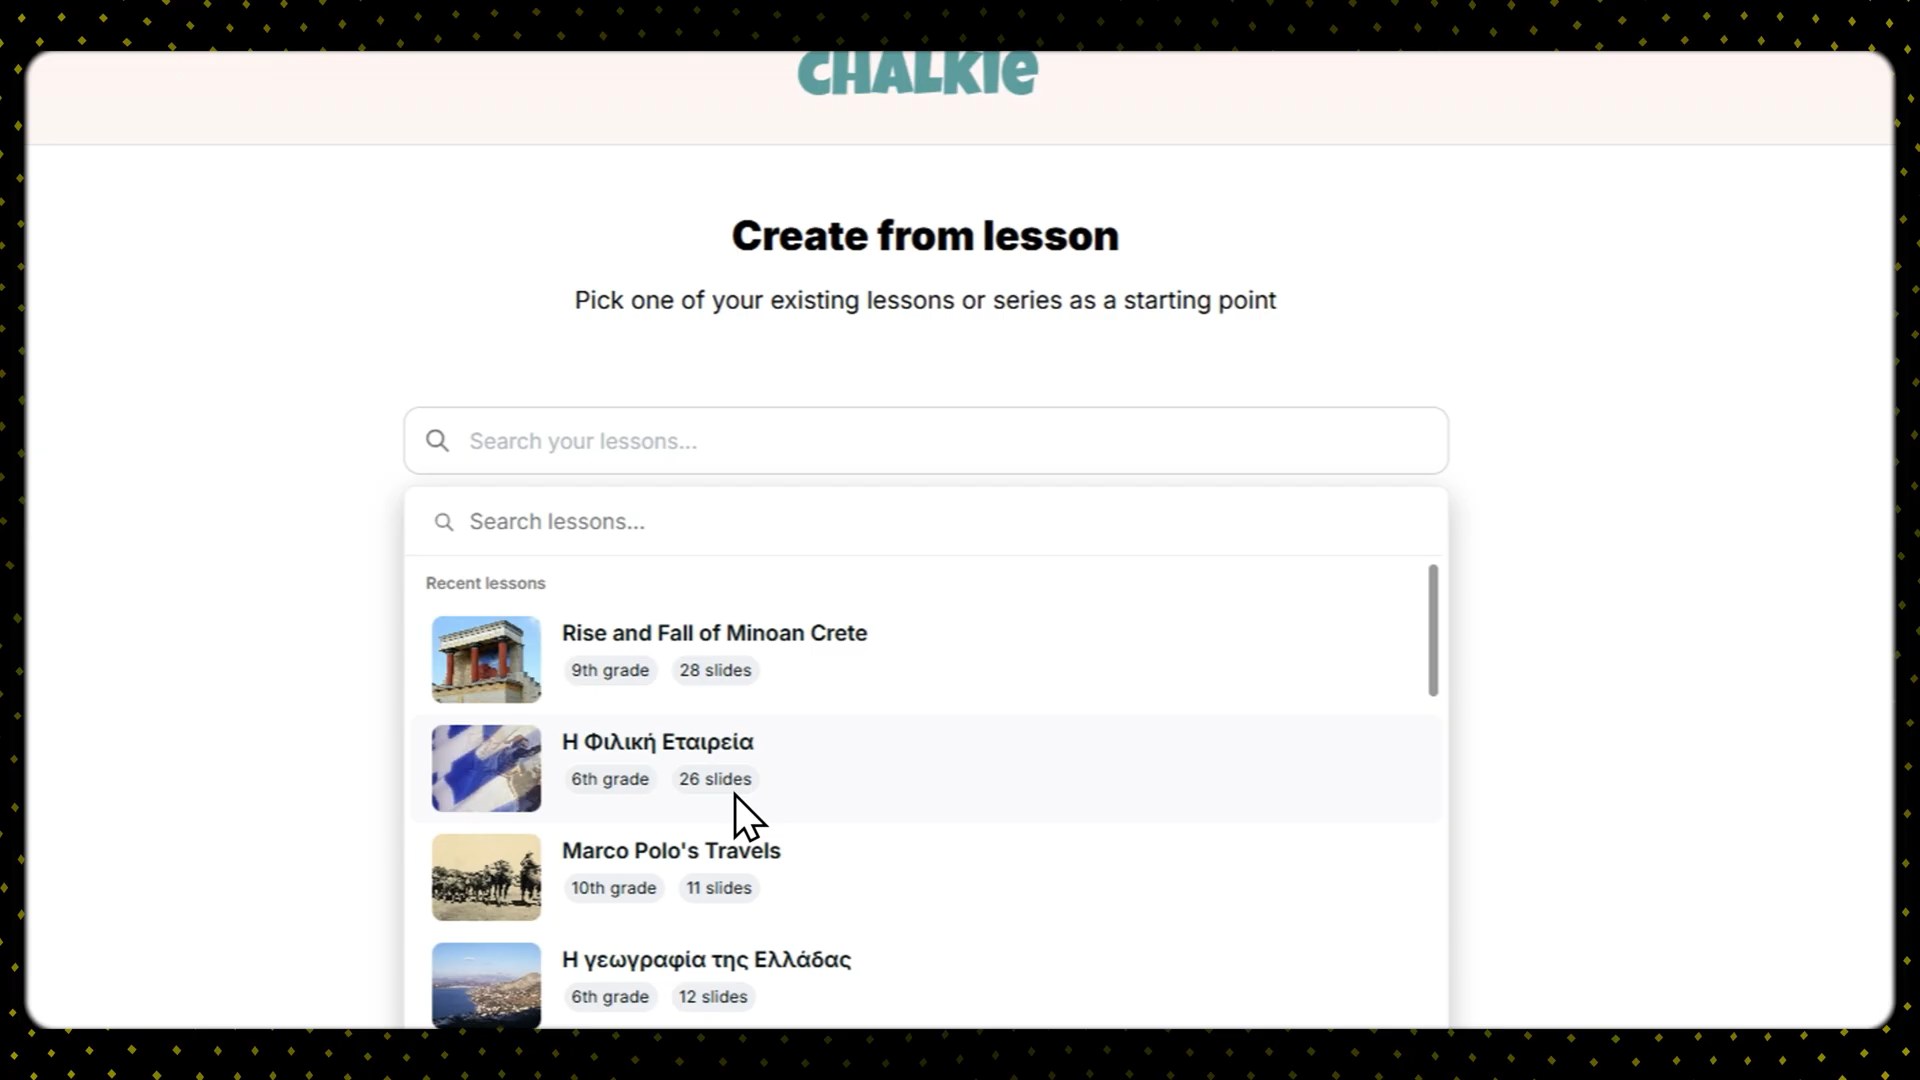 CHALKIE
Create from lesson
Pick one of your existing lessons or series as a starting point
Search your lessons...
Search lessons...
Recent lessons
Rise and Fall of Minoan Crete
9th grade 28 slides
Η Φιλική Εταιρεία
6th grade 26 slides
Marco Polo's Travels
10th grade 11 slides
Η γεωγραφία της Ελλάδας
6th grade 12 slides